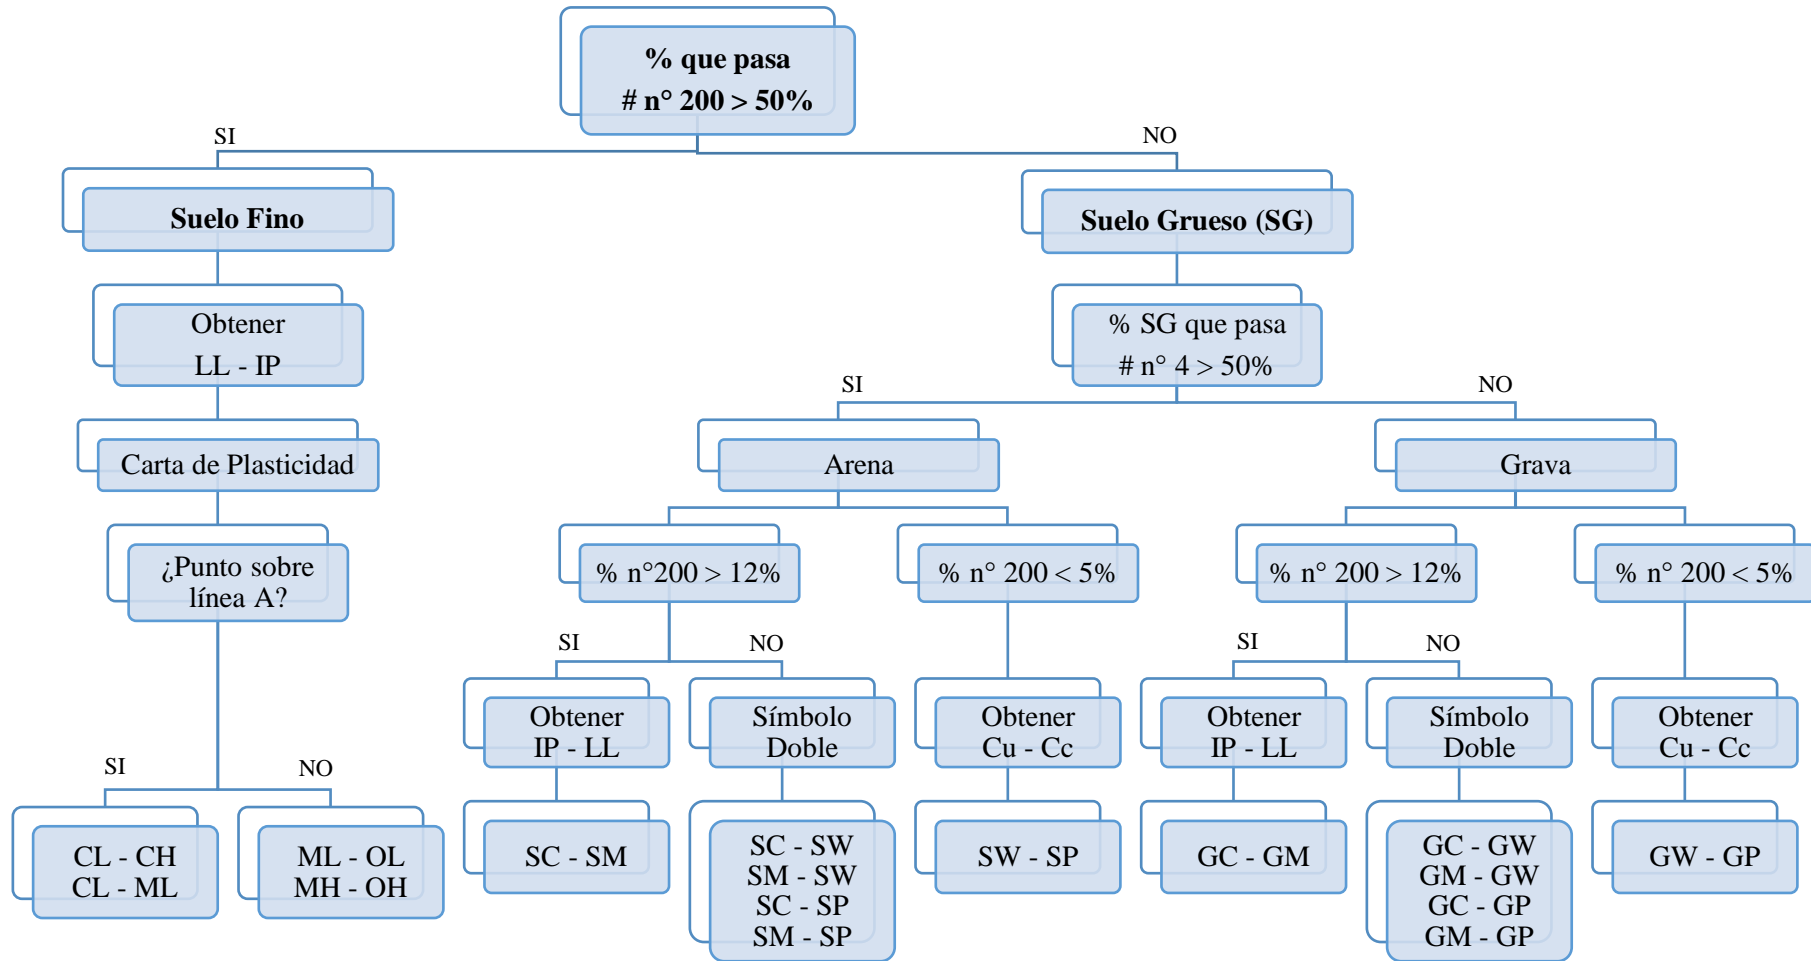 % que pasa
# n° 200 > 50%
SI
NO
Suelo Fino
Suelo Grueso (SG)
Obtener
LL - IP
% SG que pasa
# n° 4 > 50%
SI
NO
Carta de Plasticidad
Arena
Grava
¿Punto sobre
línea A?
% n°200 > 12%
% n° 200 < 5%
% n° 200 > 12%
% n° 200 < 5%
SI
NO
SI
NO
Obtener
IP - LL
Símbolo
Doble
Obtener
Cu - Cc
Obtener
IP - LL
Símbolo
Doble
Obtener
Cu - Cc
SI
NO
CL - CH
CL - ML
ML - OL
MH - OH
SC - SM
SC - SW
SM - SW
SC - SP
SM - SP
SW - SP
GC - GM
GC - GW
GM - GW
GC - GP
GM - GP
GW - GP